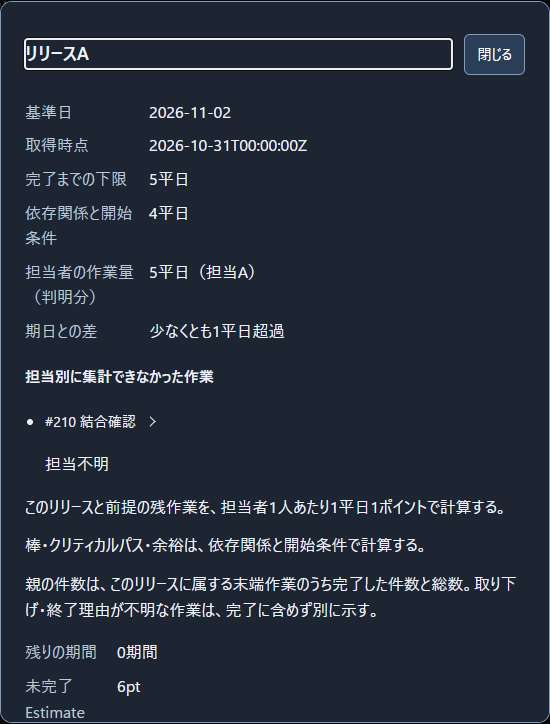 リリースA
閉じる
基準日 2026-11-02
取得時点 2026-10-31T00:00:00Z
完了までの下限 5平日
依存関係と開始 4平日
条件
担当者の作業量 5平日（担当A）
（判明分）
期日との差 少なくとも1平日超過
担当別に集計できなかった作業
• #210 結合確認 >
担当不明
このリリースと前提の残作業を、担当者1人あたり1平日1ポイントで計算する。
棒・クリティカルパス・余裕は、依存関係と開始条件で計算する。
親の件数は、このリリースに属する末端作業のうち完了した件数と総数。取り下
げ・終了理由が不明な作業は、完了に含めず別に示す。
残りの期間 0期間
未完了 6pt
Estimate